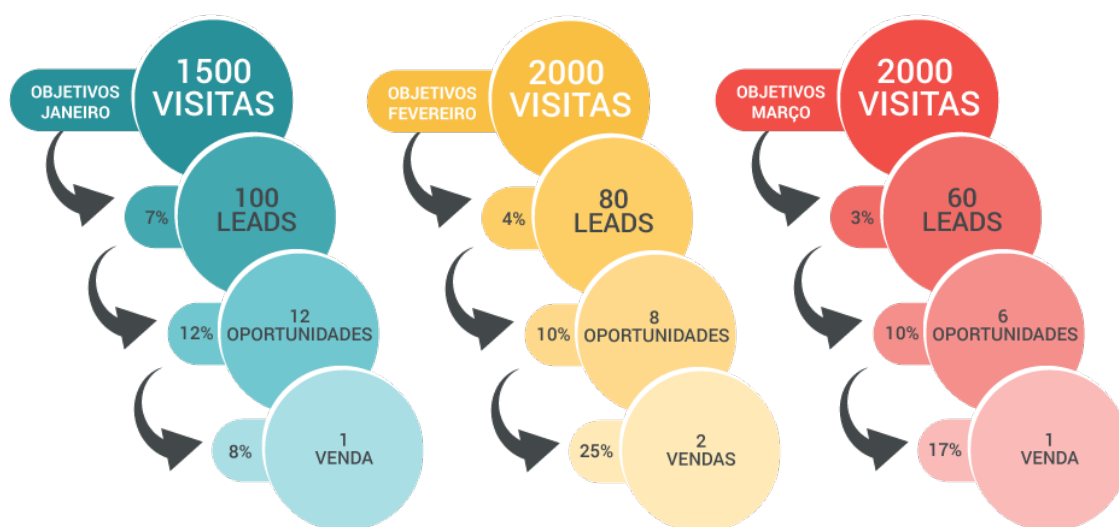 OBJETIVOS
JANEIRO
1500
VISITAS
7%
100
LEADS
12%
12
OPORTUNIDADES
8%
1
VENDA
OBJETIVOS
FEVEREIRO
2000
VISITAS
4%
80
LEADS
10%
8
OPORTUNIDADES
25%
2
VENDAS
OBJETIVOS
MARÇO
2000
VISITAS
3%
60
LEADS
10%
6
OPORTUNIDADES
17%
1
VENDA